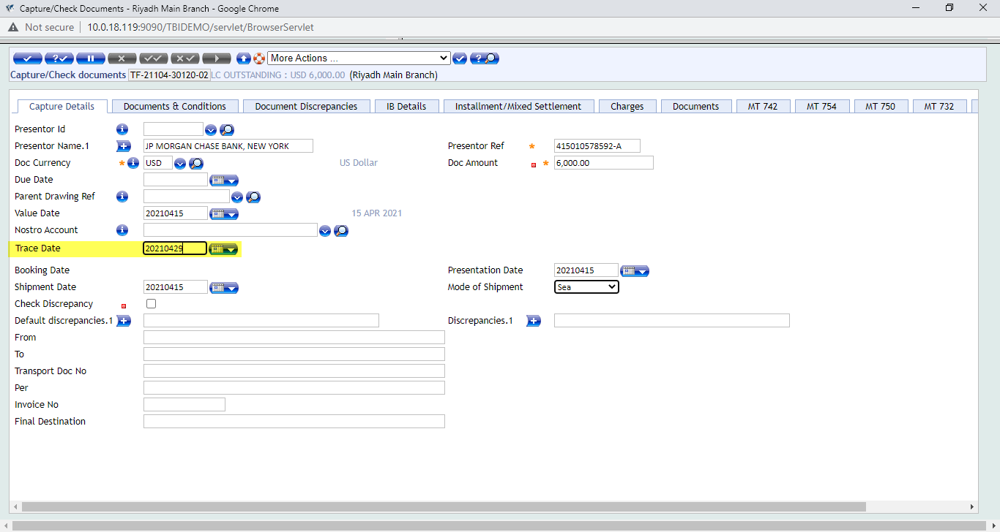 Capture/Check Documents - Riyadh Main Branch - Google Chrome
Not secure 10.0.18.119:9090/TBIDEMO/servlet/BrowserServlet
More Actions ...
Capture/Check documents TF-21104-30120-02 LC OUTSTANDING : USD 6,000.00 (Riyadh Main Branch)
Capture Details Documents & Conditions Document Discrepancies IB Details Installment/Mixed Settlement Charges Documents MT 742 MT 754 MT 750 MT 732
Presentor Id
Presentor Name.1 JP MORGAN CHASE BANK, NEW YORK Presentor Ref * 415010578592-A
Doc Currency * USD US Dollar Doc Amount * 6,000.00
Due Date
Parent Drawing Ref
Value Date 20210415 15 APR 2021
Nostro Account
Trace Date 20210429
Booking Date Presentation Date 20210415
Shipment Date 20210415 Mode of Shipment Sea
Check Discrepancy
Default discrepancies.1 Discrepancies.1
From
To
Transport Doc No
Per
Invoice No
Final Destination